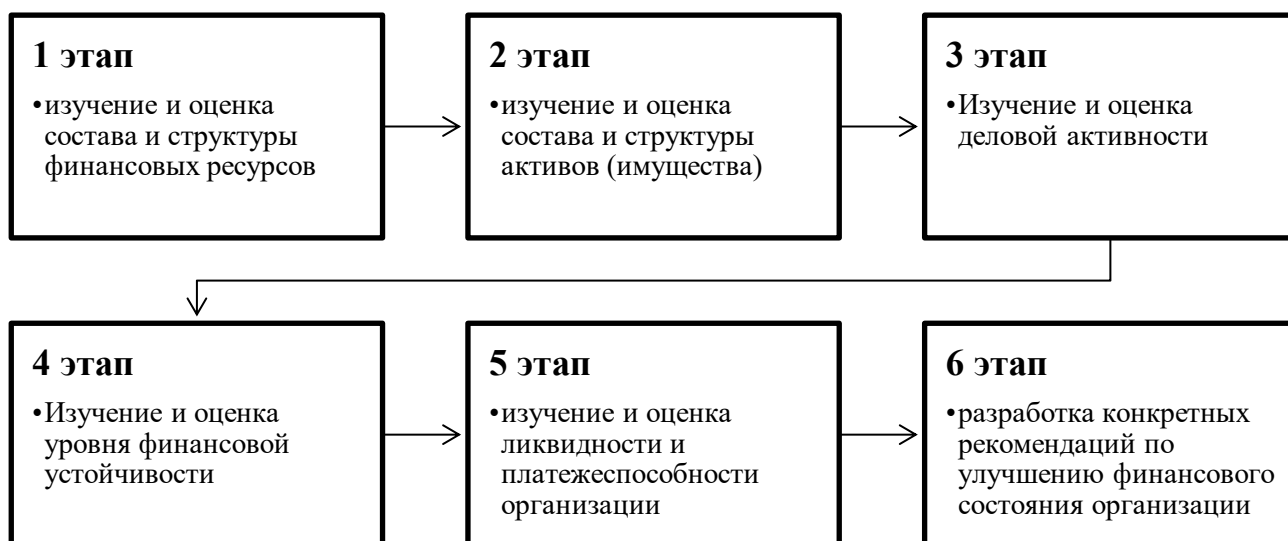 1 этап
•изучение и оценка
состава и структуры
финансовых ресурсов
2 этап
•изучение и оценка
состава и структуры
активов (имущества)
3 этап
•Изучение и оценка
деловой активности
4 этап
•Изучение и оценка
уровня финансовой
устойчивости
5 этап
•изучение и оценка
ликвидности и
платежеспособности
организации
6 этап
•разработка конкретных
рекомендаций по
улучшению финансового
состояния организации